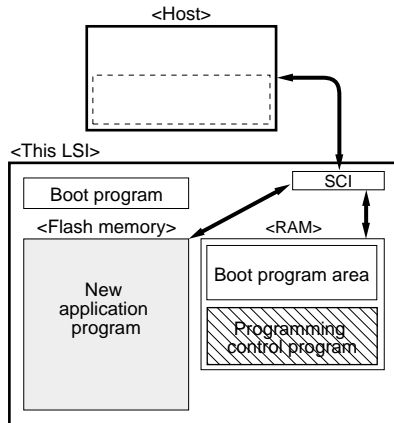 <Host>
<This LSI>
SCI
Boot program
<Flash memory>
<RAM>
New
application
program
Boot program area
Programming
control program